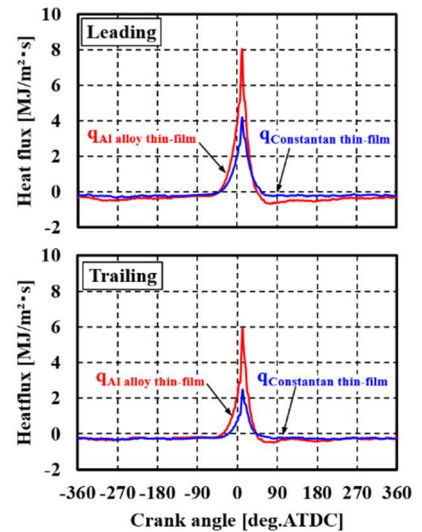 10
8
6
4
2
0
-2
Heat flux [MJ/m²・s]
Leading
qAl alloy thin-film
qConstantan thin-film
10
8
6
4
2
0
-2
Heatflux [MJ/m²・s]
Trailing
qAl alloy thin-film
qConstantan thin-film
-360 -270 -180 -90 0 90 180 270 360
Crank angle [deg.ATDC]